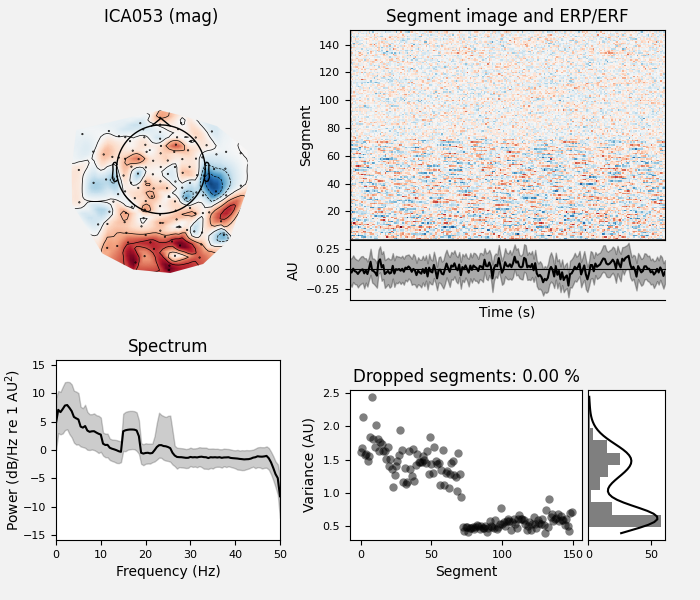 ICA053 (mag)
Segment image and ERP/ERF
Segment
140
120
100
80
60
40
20
AU
0.25
0.00
−0.25
Time (s)
Spectrum
Power (dB/Hz re 1 AU²)
15
10
5
0
−5
−10
−15
0 10 20 30 40 50
Frequency (Hz)
Dropped segments: 0.00 %
Variance (AU)
2.5
2.0
1.5
1.0
0.5
0 50 100 150
Segment
0 50